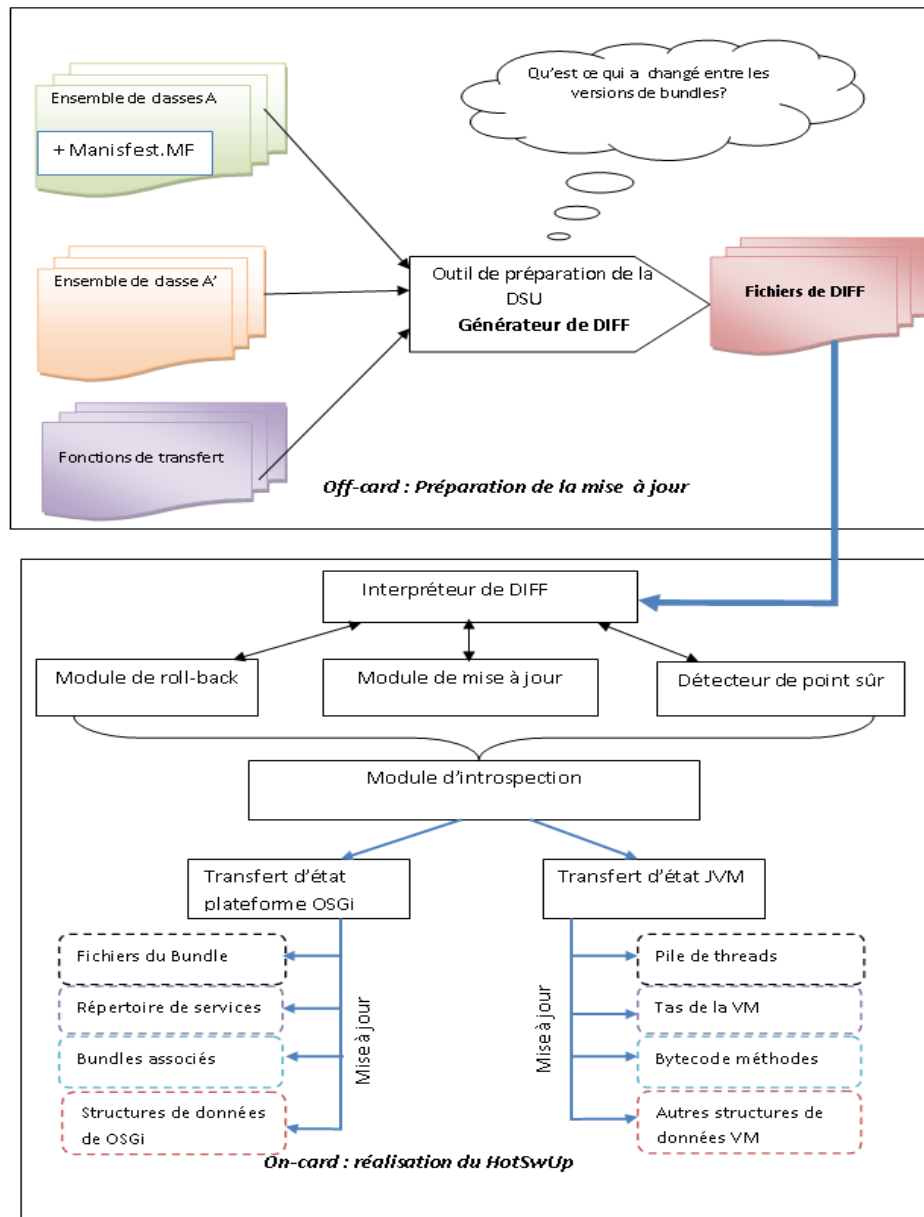 Qu'est ce qui a changé entre les
versions de bundles?
Ensemble de classes A
+ Manisfest.MF
Ensemble de classe A'
Outil de préparation de la
DSU
Générateur de DIFF
Fichiers de DIFF
Fonctions de transfert
Off-card : Préparation de la mise à jour
Interpréteur de DIFF
Module de roll-back
Module de mise à jour
Détecteur de point sûr
Module d'introspection
Transfert d'état
plateforme OSGi
Transfert d'état JVM
Fichiers du Bundle
Répertoire de services
Bundles associés
Structures de données
de OSGi
Mise à jour
Mise à jour
Pile de threads
Tas de la VM
Bytecode méthodes
Autres structures de
données VM
On-card : réalisation du HotSwUp